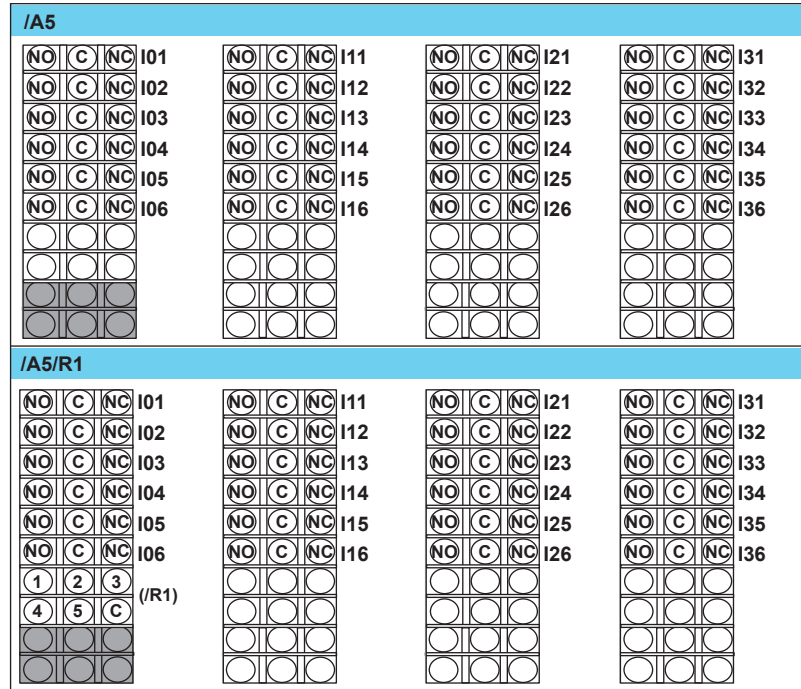 /A5
NO C NC I01 NO C NC I11 NO C NC I21 NO C NC I31
NO C NC I02 NO C NC I12 NO C NC I22 NO C NC I32
NO C NC I03 NO C NC I13 NO C NC I23 NO C NC I33
NO C NC I04 NO C NC I14 NO C NC I24 NO C NC I34
NO C NC I05 NO C NC I15 NO C NC I25 NO C NC I35
NO C NC I06 NO C NC I16 NO C NC I26 NO C NC I36
/A5/R1
NO C NC I01 NO C NC I11 NO C NC I21 NO C NC I31
NO C NC I02 NO C NC I12 NO C NC I22 NO C NC I32
NO C NC I03 NO C NC I13 NO C NC I23 NO C NC I33
NO C NC I04 NO C NC I14 NO C NC I24 NO C NC I34
NO C NC I05 NO C NC I15 NO C NC I25 NO C NC I35
NO C NC I06 NO C NC I16 NO C NC I26 NO C NC I36
1 2 3
(/R1)
4 5 C